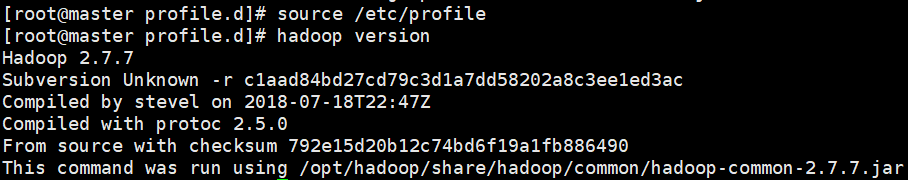 [root@master profile.d]# source /etc/profile
[root@master profile.d]# hadoop version
Hadoop 2.7.7
Subversion Unknown -r c1aad84bd27cd79c3d1a7dd58202a8c3ee1ed3ac
Compiled by stevel on 2018-07-18T22:47Z
Compiled with protoc 2.5.0
From source with checksum 792e15d20b12c74bd6f19a1fb886490
This command was run using /opt/hadoop/share/hadoop/common/hadoop-common-2.7.7.jar